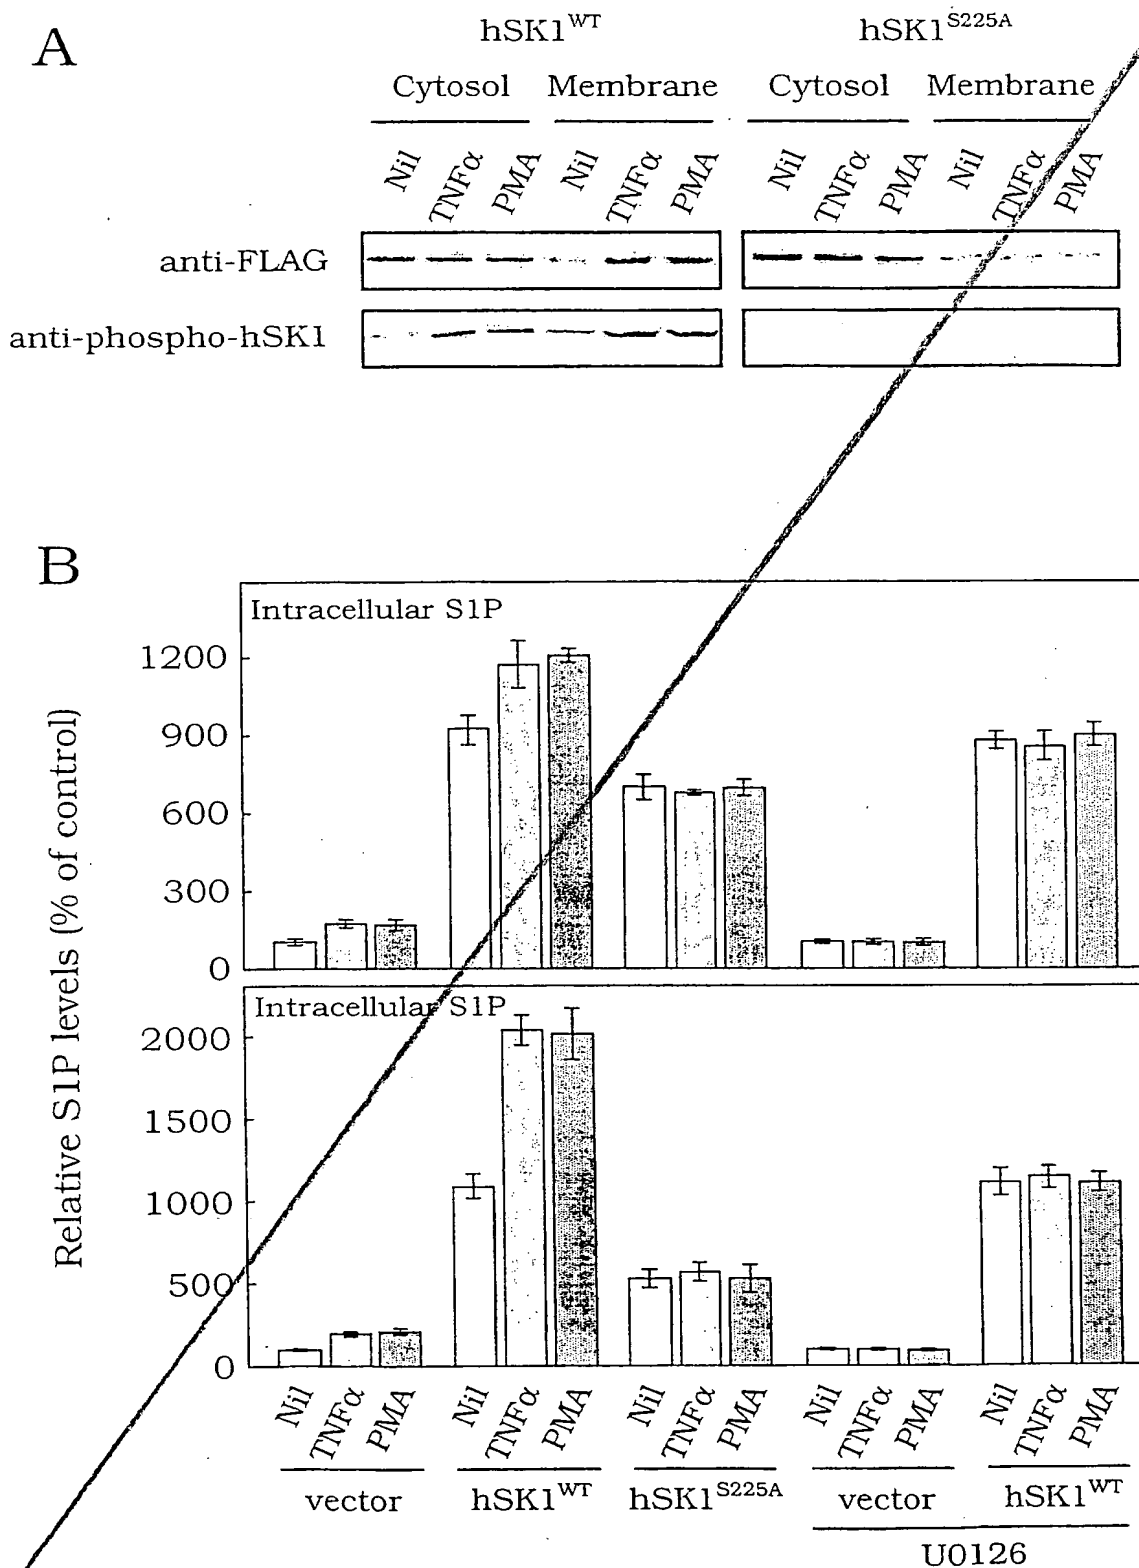 A
hSK1WT hSK1S225A
Cytosol Membrane Cytosol Membrane
Nil TNFα PMA Nil TNFα PMA Nil TNFα PMA Nil TNFα PMA
anti-FLAG
anti-phospho-hSK1
B
Relative S1P levels (% of control)
Intracellular S1P
1200
900
600
300
0
Intracellular S1P
2000
1500
1000
500
0
Nil TNFα PMA Nil TNFα PMA Nil TNFα PMA Nil TNFα PMA Nil TNFα PMA
vector hSK1WT hSK1S225A vector hSK1WT
U0126